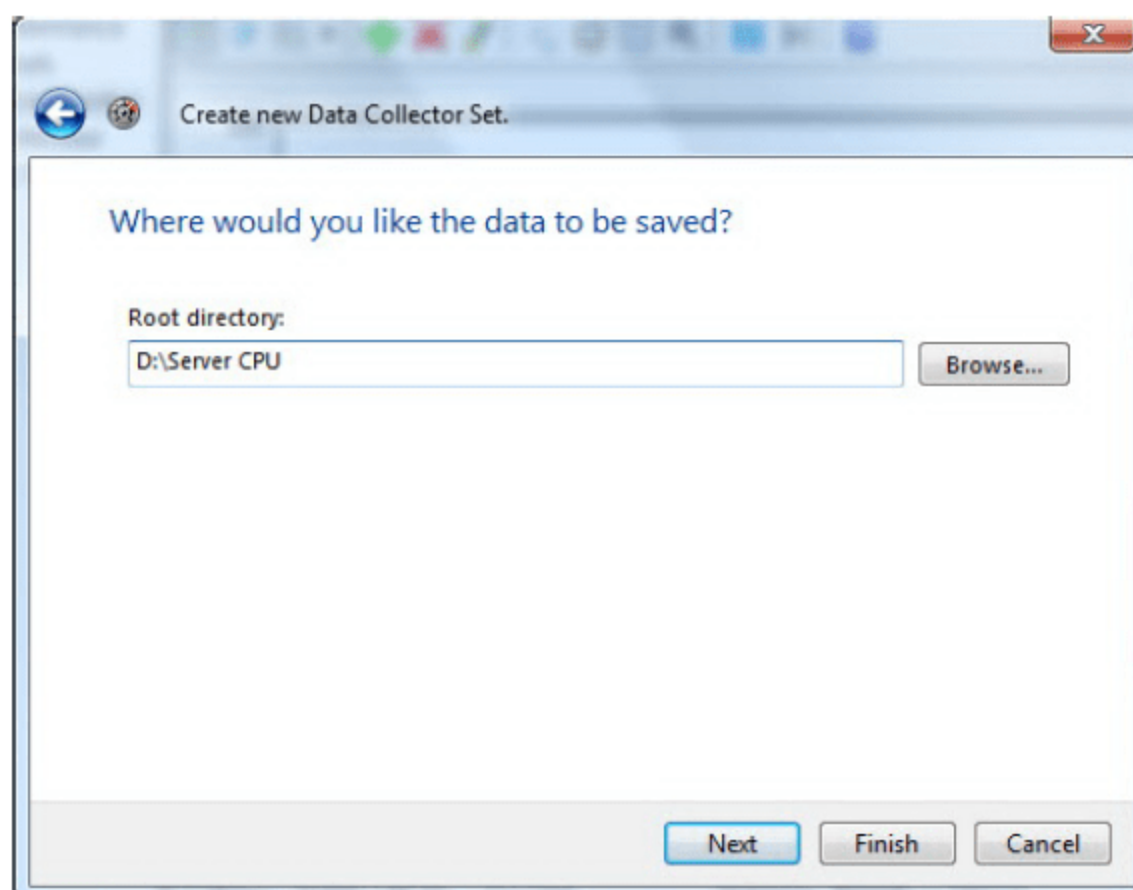 Create new Data Collector Set.
Where would you like the data to be saved?
Root directory:
D:\Server CPU
Browse...
Next
Finish
Cancel